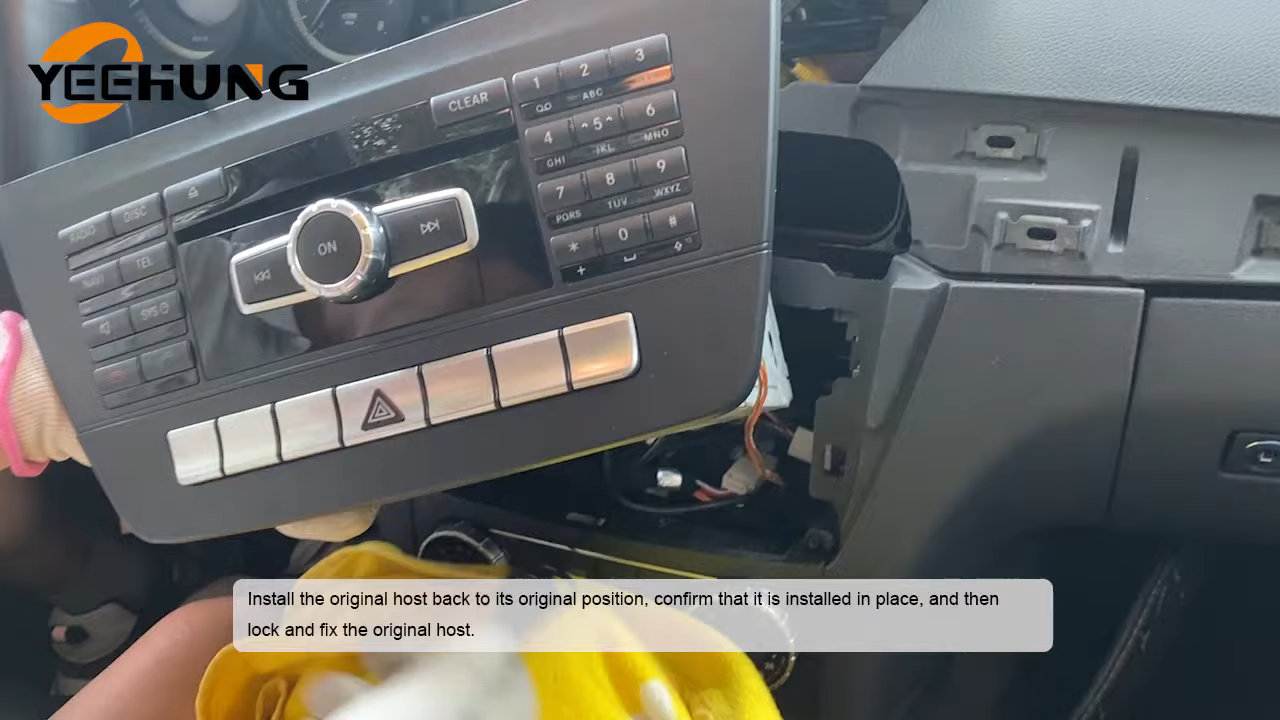 YEEHUNG
CLEAR
1 2 3
ABC
4 5 6
GHI JKL MNO
7 8 9
PQRS TUV WXYZ
* 0 #
+
RADIO DISC
NAVI TEL
SYS
ON
Install the original host back to its original position, confirm that it is installed in place, and then
lock and fix the original host.